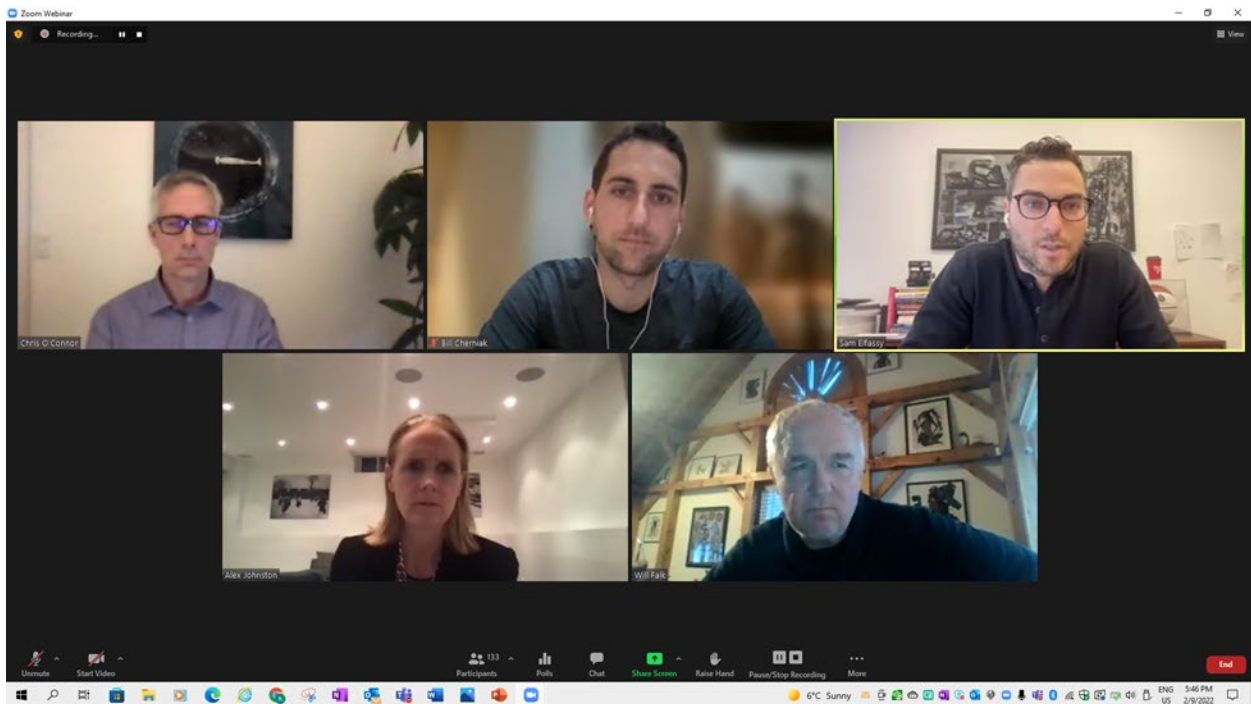 Zoom Webinar
Recording...
View
Chris O'Connor
Bill Cherniak
Sam Elfassy
Alex Johnston
Will Falk
Unmute
Start Video
Participants
133
Polls
Chat
Share Screen
Raise Hand
Pause/Stop Recording
More
End
6°C Sunny
ENG
US
5:46 PM
2/9/2022